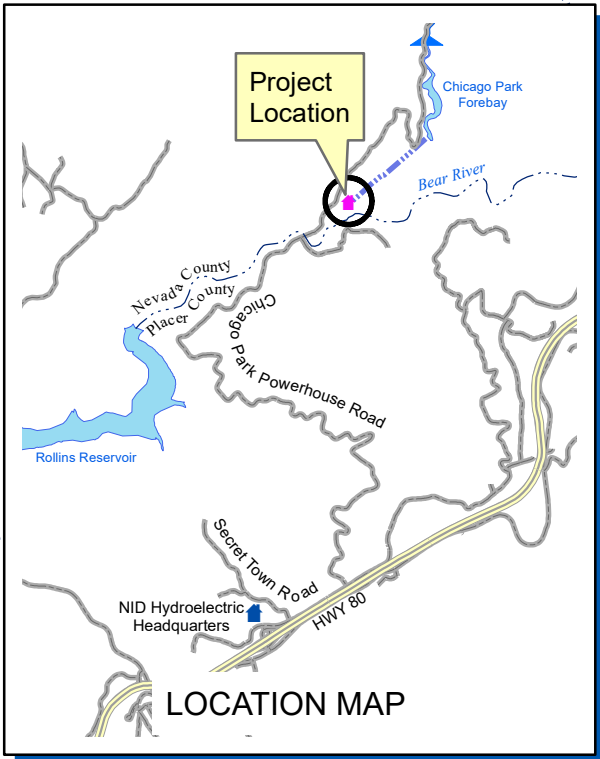 Project
Location
Chicago Park
Forebay
Bear River
Nevada County
Placer County
Chicago Park Powerhouse Road
Rollins Reservoir
Secret Town Road
NID Hydroelectric
Headquarters
HWY 80
LOCATION MAP